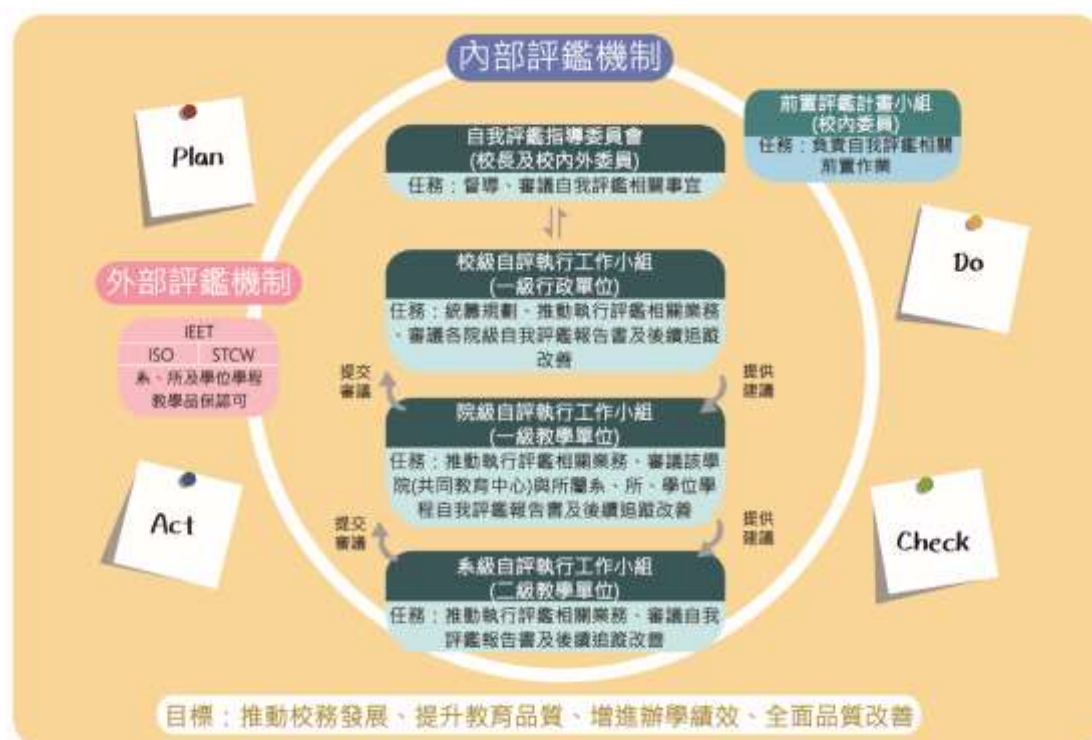 內部評鑑機制
前置評鑑計畫小組
(校內委員)
任務：負責自我評鑑相關
前置作業
Plan
自我評鑑指導委員會
(校長及校內外委員)
任務：督導、審議自我評鑑相關事宜
Do
外部評鑑機制
IEET
ISO STCW
系、所及學位學程
教學品保認可
校級自評執行工作小組
(一級行政單位)
任務：統籌規劃、推動執行評鑑相關業務
、審議各院級自我評鑑報告書及後續追蹤
改善
提交
審議
提供
建議
院級自評執行工作小組
(一級教學單位)
任務：推動執行評鑑相關業務、審議該學
院(共同教育中心)與所屬系、所、學位學
程自我評鑑報告書及後續追蹤改善
Act
Check
提交
審議
提供
建議
系級自評執行工作小組
(二級教學單位)
任務：推動執行評鑑相關業務、審議自我
評鑑報告書及後續追蹤改善
目標：推動校務發展、提升教育品質、增進辦學績效、全面品質改善